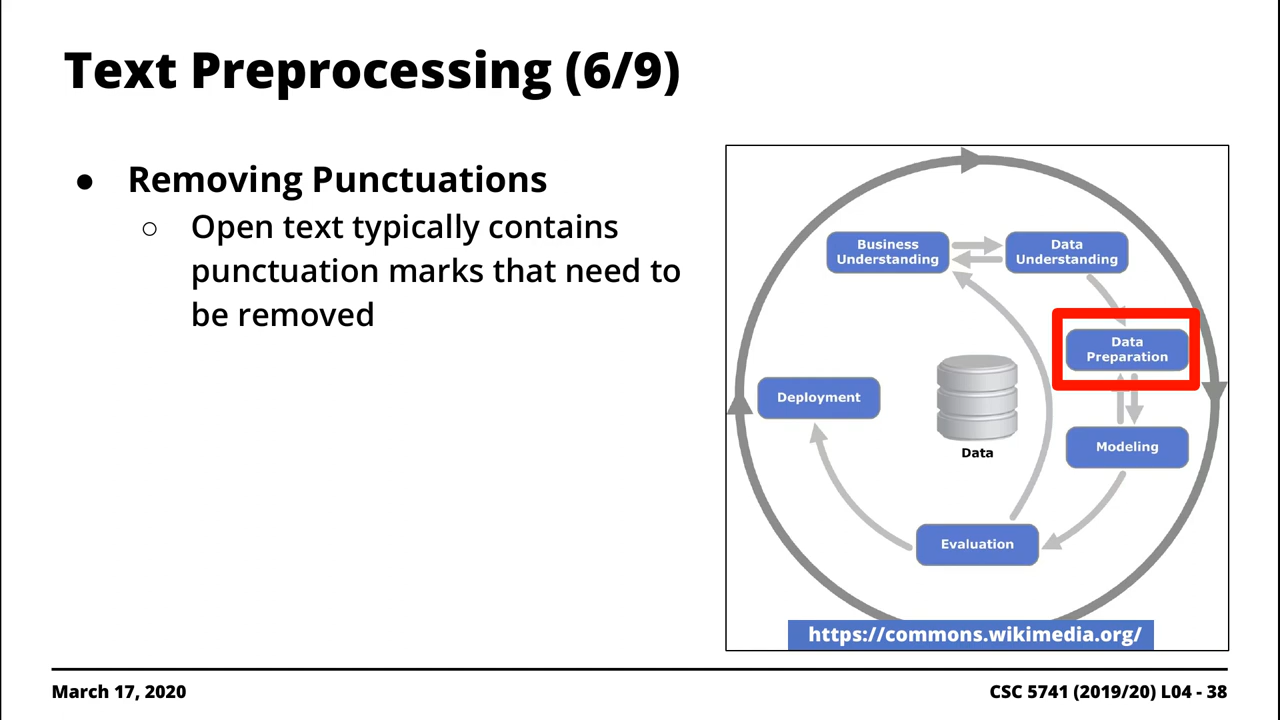 Text Preprocessing (6/9)
● Removing Punctuations
○ Open text typically contains
punctuation marks that need to
be removed
Business
Understanding
Data
Understanding
Data
Preparation
Deployment
Data
Modeling
Evaluation
https://commons.wikimedia.org/
March 17, 2020
CSC 5741 (2019/20) L04 - 38